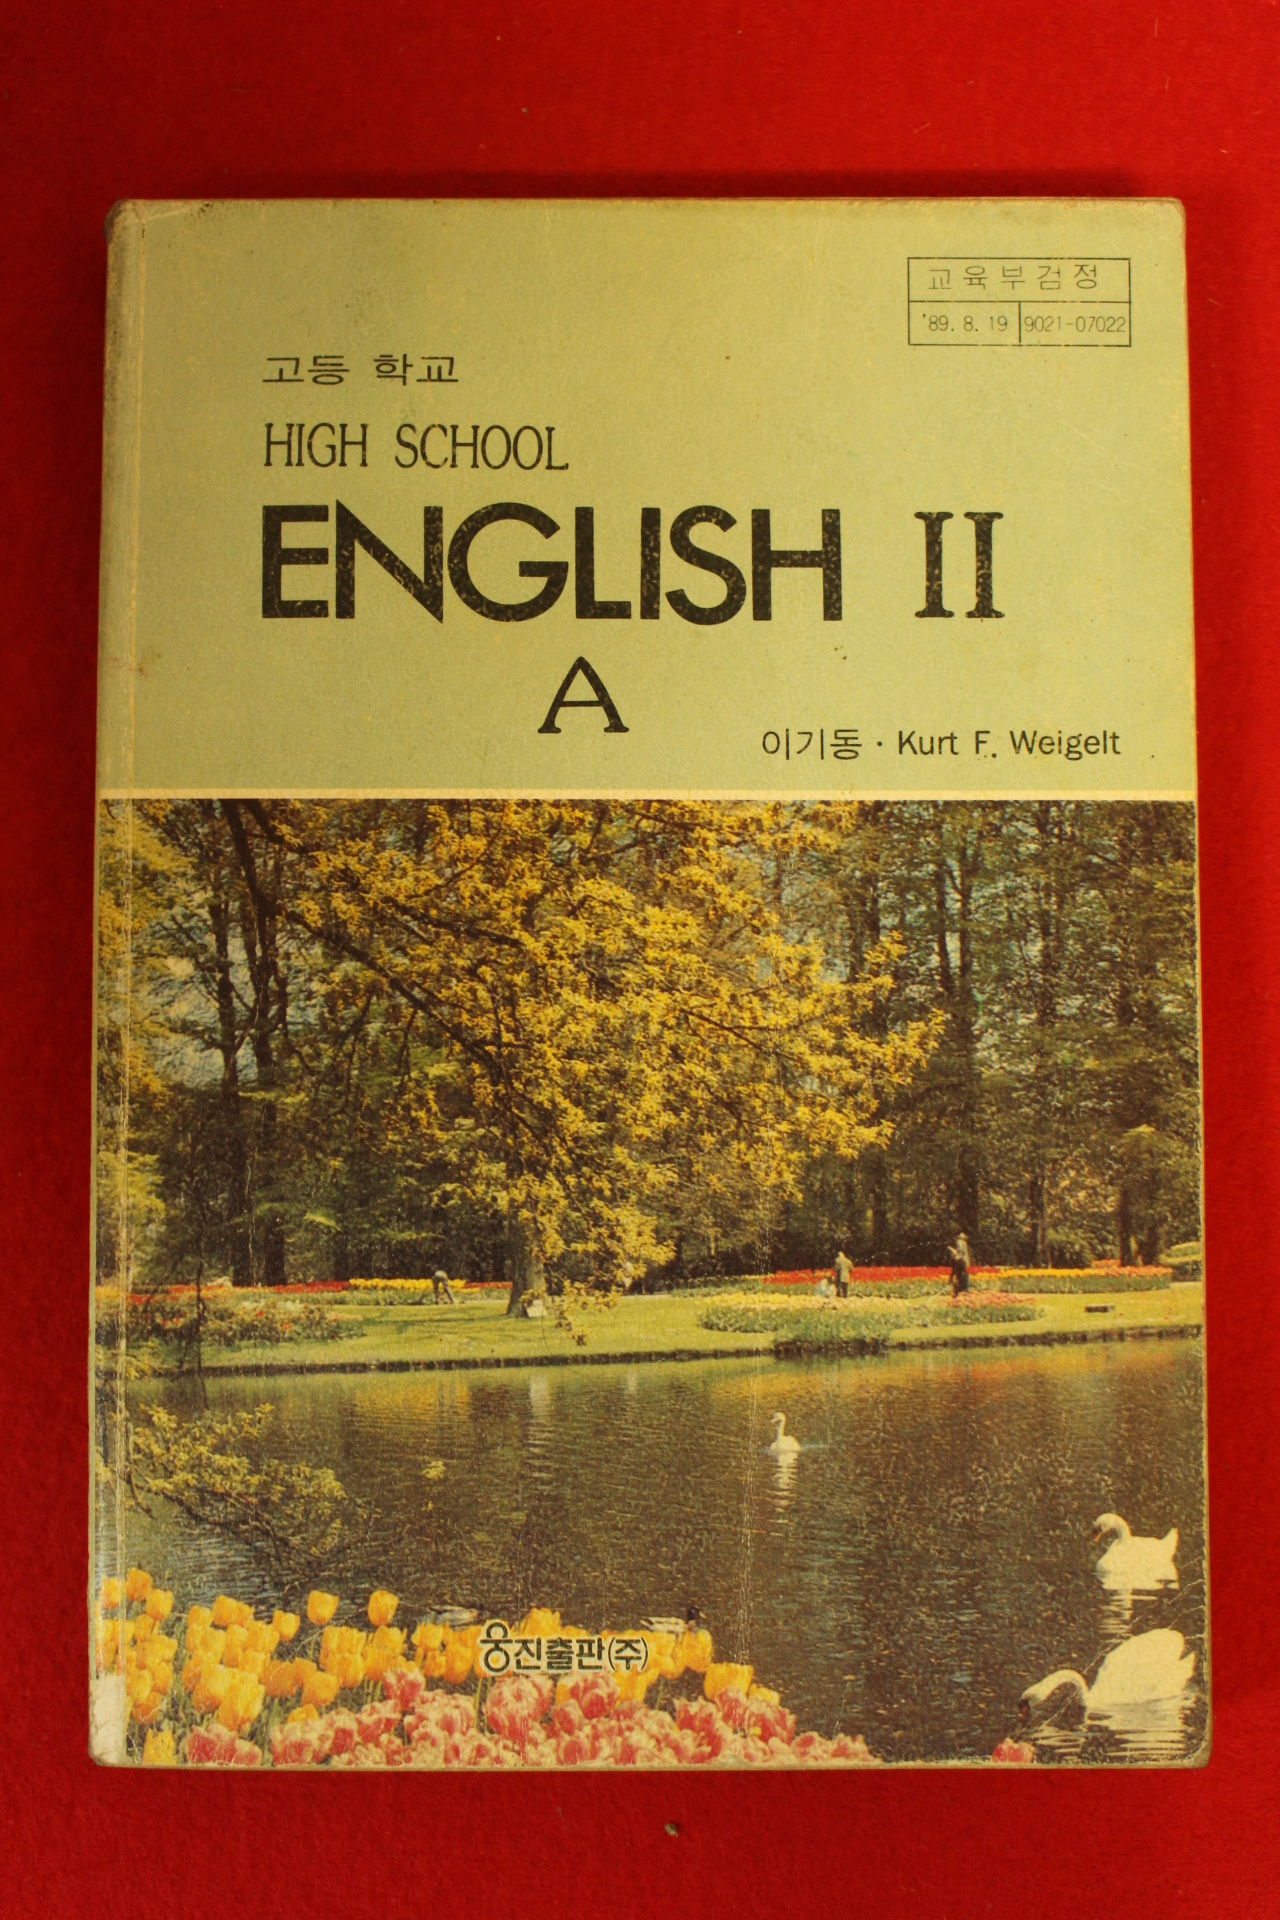 교육부검정
'89. 8. 19 9021-07022
고등 학교
HIGH SCHOOL
ENGLISH II
A
이기동 · Kurt F. Weigelt
웅진출판(주)